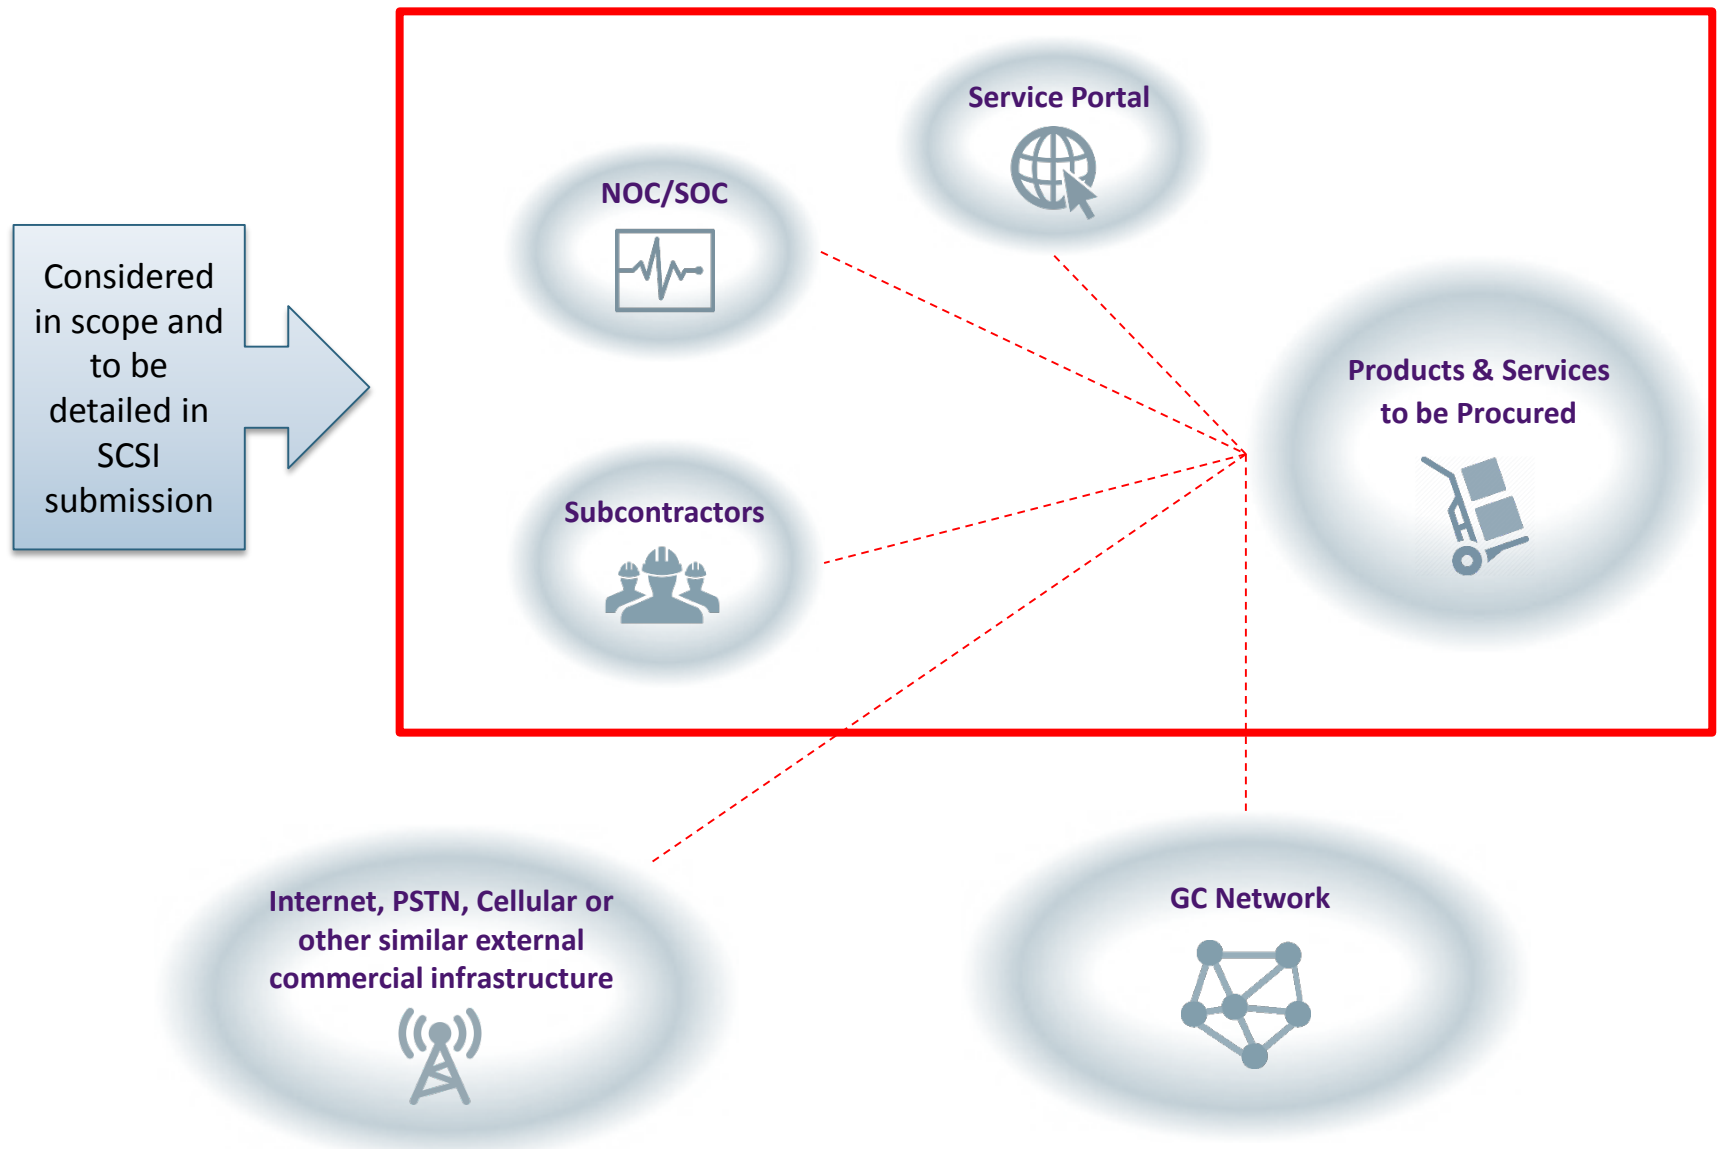 Considered
in scope and
to be
detailed in
SCSI
submission
Service Portal
NOC/SOC
Products & Services
to be Procured
Subcontractors
Internet, PSTN, Cellular or
other similar external
commercial infrastructure
GC Network